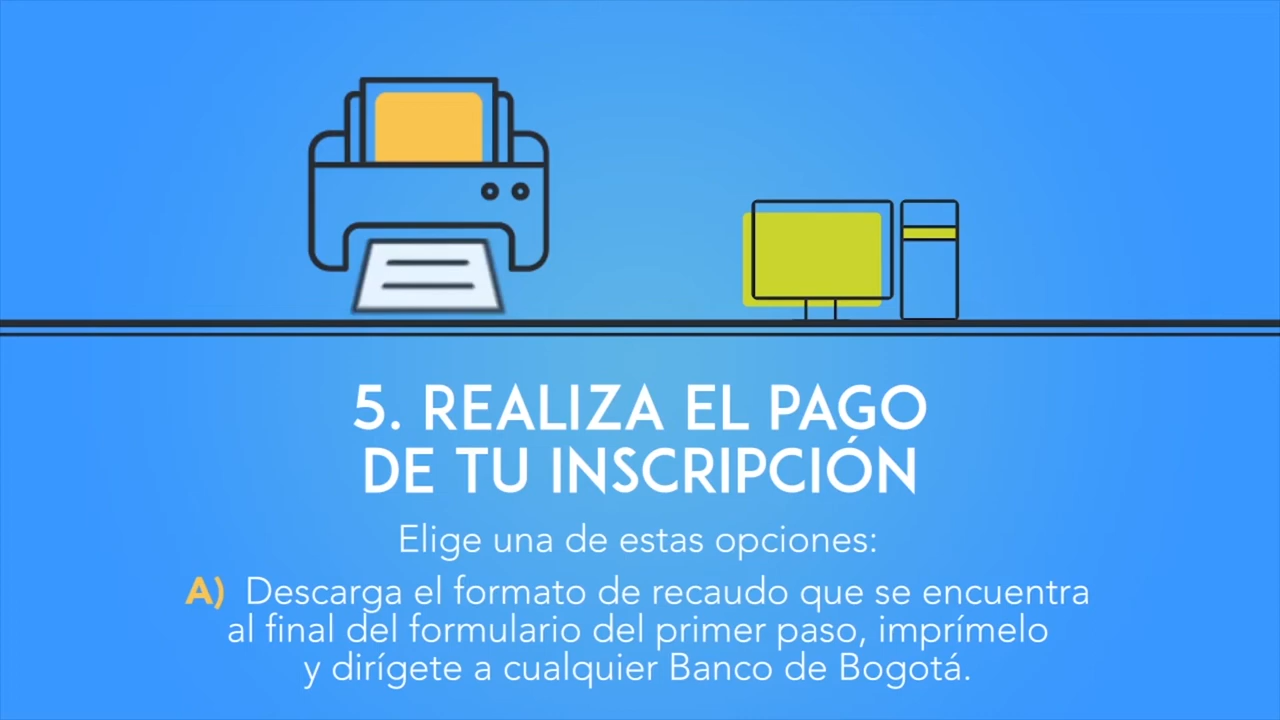 5. REALIZA EL PAGO
DE TU INSCRIPCIÓN
Elige una de estas opciones:
A) Descarga el formato de recaudo que se encuentra
al final del formulario del primer paso, imprímelo
y dirígete a cualquier Banco de Bogotá.